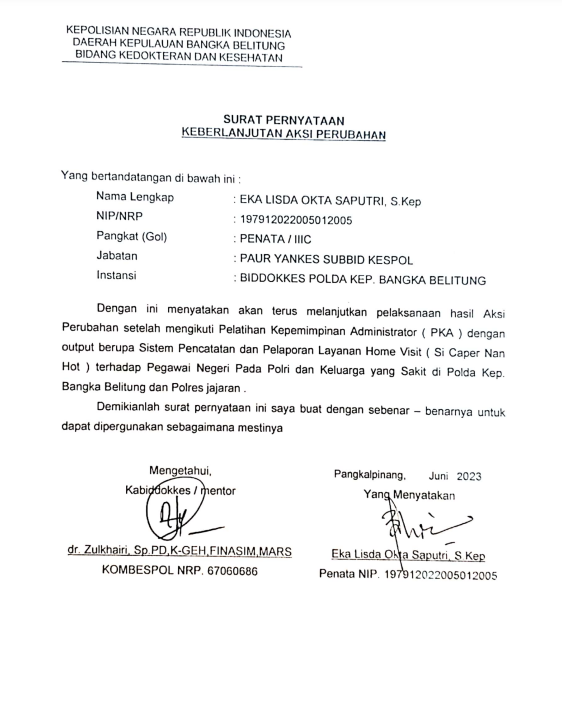 KEPOLISIAN NEGARA REPUBLIK INDONESIA
DAERAH KEPULAUAN BANGKA BELITUNG
BIDANG KEDOKTERAN DAN KESEHATAN
SURAT PERNYATAAN
KEBERLANJUTAN AKSI PERUBAHAN
Yang bertandatangan di bawah ini :
Nama Lengkap : EKA LISDA OKTA SAPUTRI, S.Kep
NIP/NRP : 197912022005012005
Pangkat (Gol) : PENATA / IIIC
Jabatan : PAUR YANKES SUBBID KESPOL
Instansi : BIDDOKKES POLDA KEP. BANGKA BELITUNG
Dengan ini menyatakan akan terus melanjutkan pelaksanaan hasil Aksi
Perubahan setelah mengikuti Pelatihan Kepemimpinan Administrator ( PKA ) dengan
output berupa Sistem Pencatatan dan Pelaporan Layanan Home Visit ( Si Caper Nan
Hot ) terhadap Pegawai Negeri Pada Polri dan Keluarga yang Sakit di Polda Kep.
Bangka Belitung dan Polres jajaran .
Demikianlah surat pernyataan ini saya buat dengan sebenar – benarnya untuk
dapat dipergunakan sebagaimana mestinya
Mengetahui,
Kabiddokkes / mentor
dr. Zulkhairi, Sp.PD,K-GEH,FINASIM,MARS
KOMBESPOL NRP. 67060686
Pangkalpinang, Juni 2023
Yang Menyatakan
Eka Lisda Okta Saputri, S.Kep
Penata NIP. 197912022005012005